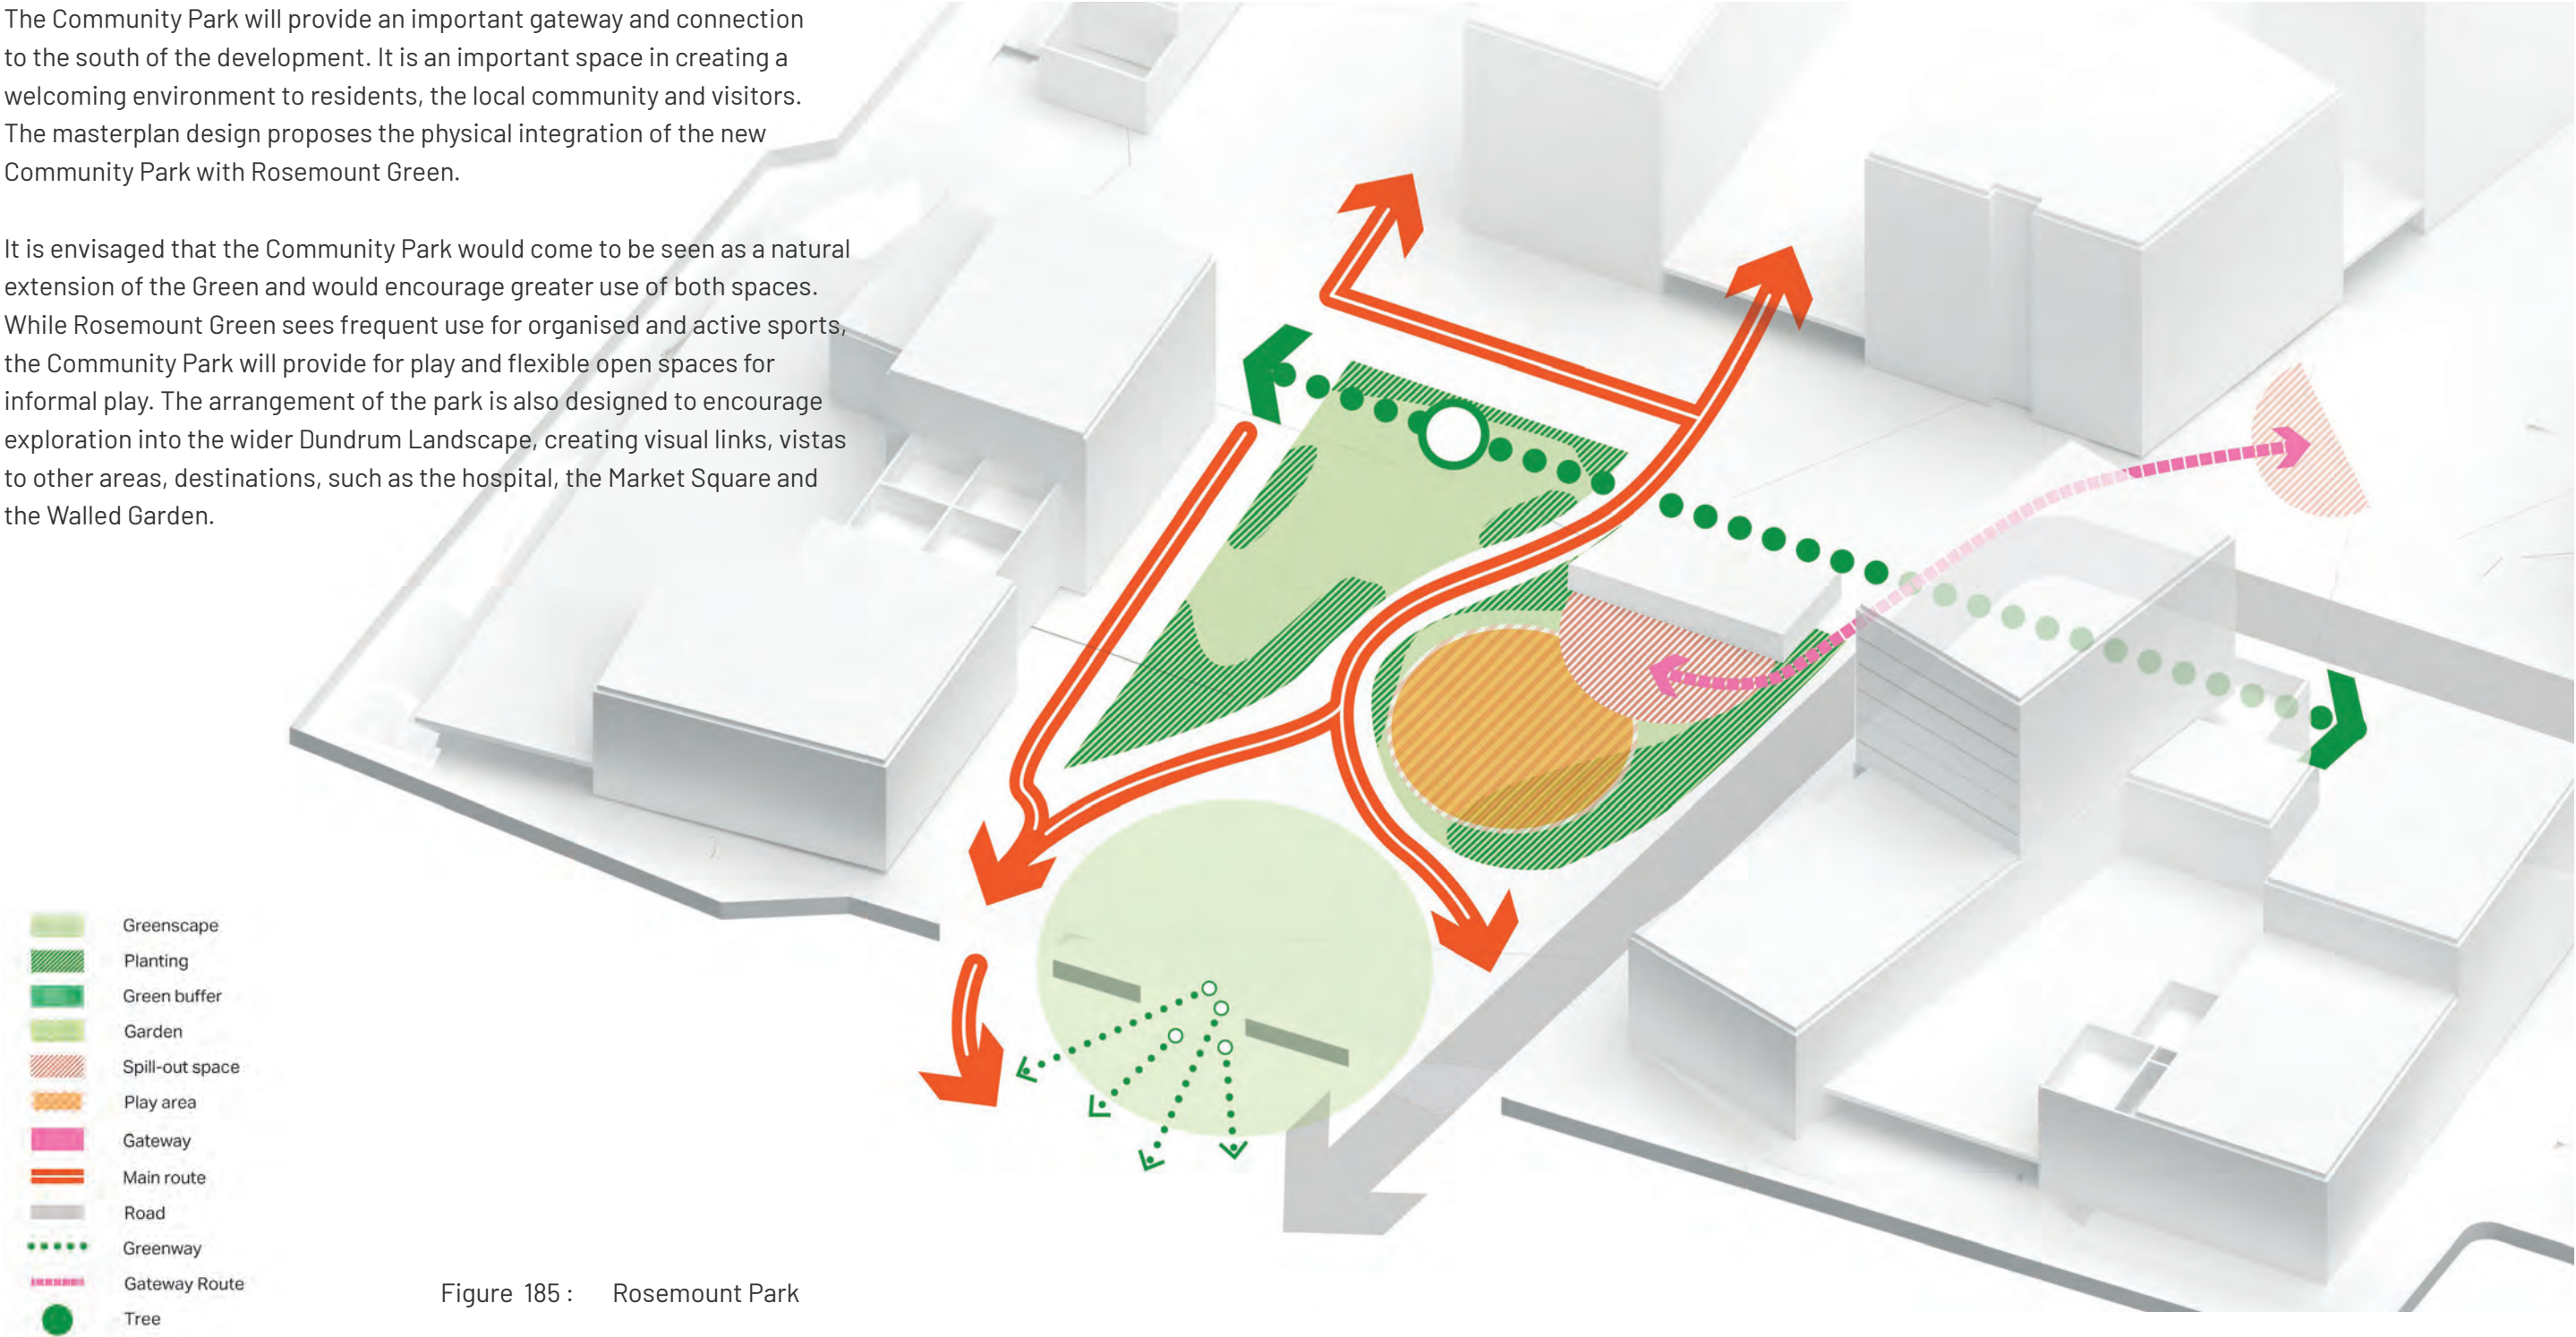 The Community Park will provide an important gateway and connection
to the south of the development. It is an important space in creating a
welcoming environment to residents, the local community and visitors.
The masterplan design proposes the physical integration of the new
Community Park with Rosemount Green.
It is envisaged that the Community Park would come to be seen as a natural
extension of the Green and would encourage greater use of both spaces.
While Rosemount Green sees frequent use for organised and active sports,
the Community Park will provide for play and flexible open spaces for
informal play. The arrangement of the park is also designed to encourage
exploration into the wider Dundrum Landscape, creating visual links, vistas
to other areas, destinations, such as the hospital, the Market Square and
the Walled Garden.
Greenscape
Planting
Green buffer
Garden
Spill-out space
Play area
Gateway
Main route
Road
Greenway
Gateway Route
Tree
Figure 185 : Rosemount Park